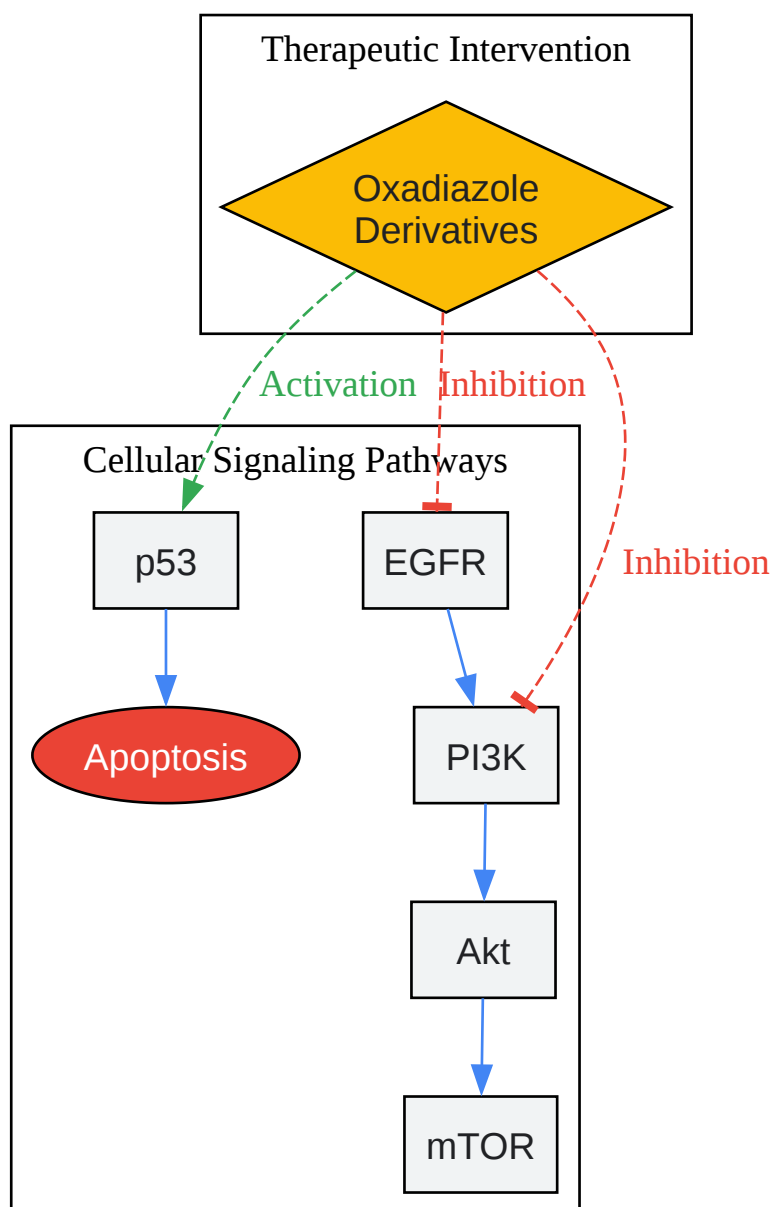 Therapeutic Intervention
Oxadiazole
Derivatives
Activation
Inhibition
Cellular Signaling Pathways
p53
EGFR
Inhibition
Apoptosis
PI3K
Akt
mTOR